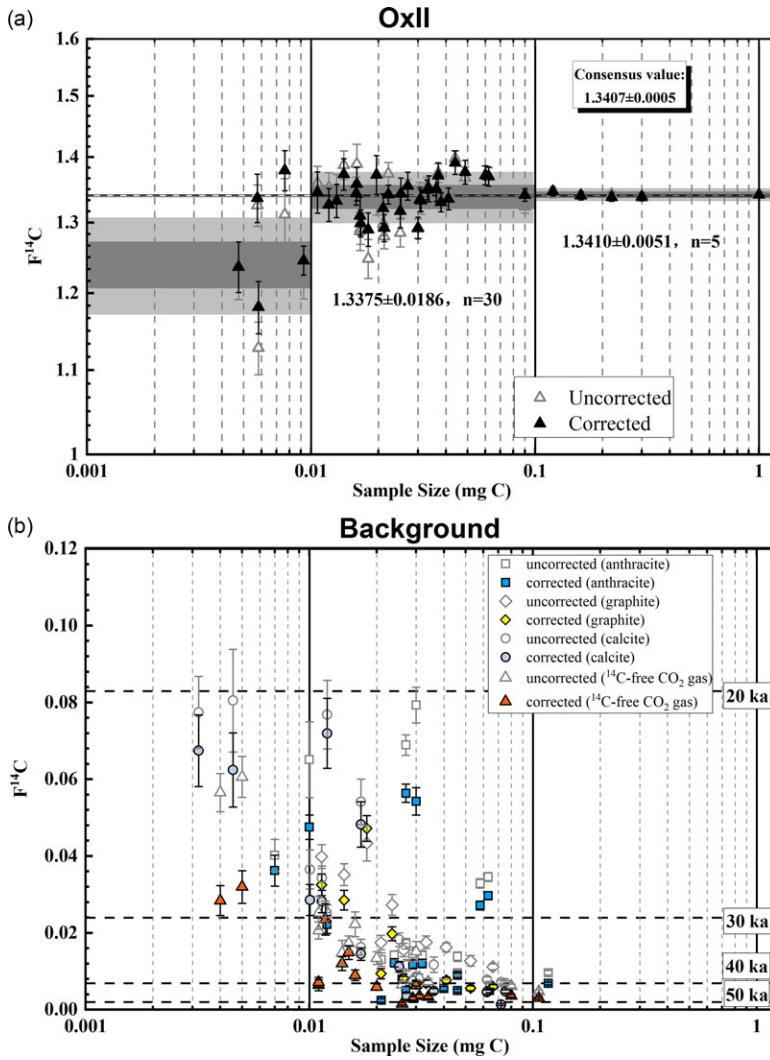 (a)
OxII
1.6
1.5
1.4
1.3
1.2
1.1
1
F¹⁴C
Consensus value:
1.3407±0.0005
1.3410±0.0051, n=5
1.3375±0.0186, n=30
Uncorrected
Corrected
0.001
0.01
0.1
1
Sample Size (mg C)
(b)
Background
0.12
0.10
0.08
0.06
0.04
0.02
0.00
F¹⁴C
uncorrected (anthracite)
corrected (anthracite)
uncorrected (graphite)
corrected (graphite)
uncorrected (calcite)
corrected (calcite)
uncorrected (¹⁴C-free CO₂ gas)
corrected (¹⁴C-free CO₂ gas)
20 ka
30 ka
40 ka
50 ka
0.001
0.01
0.1
1
Sample Size (mg C)